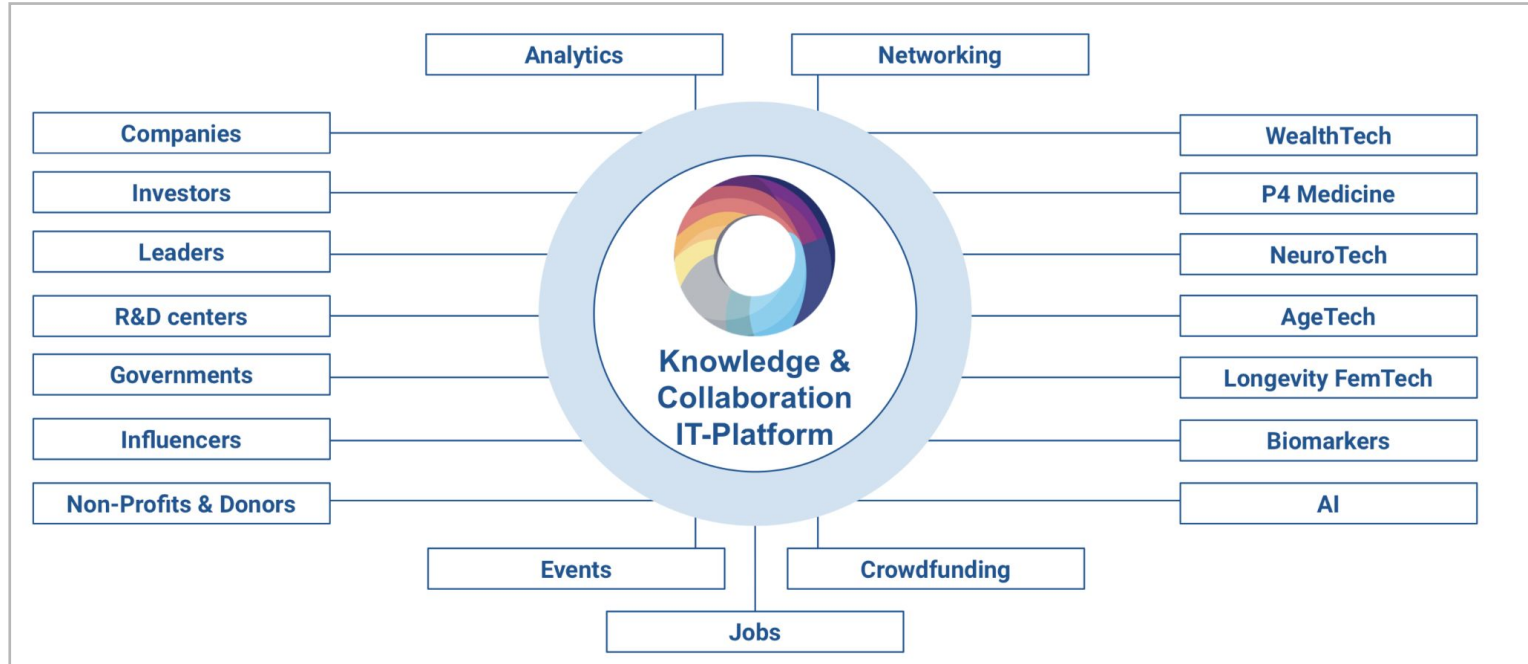 Analytics
Networking
Companies
Investors
Leaders
R&D centers
Governments
Influencers
Non-Profits & Donors
Knowledge &
Collaboration
IT-Platform
WealthTech
P4 Medicine
NeuroTech
AgeTech
Longevity FemTech
Biomarkers
AI
Events
Crowdfunding
Jobs